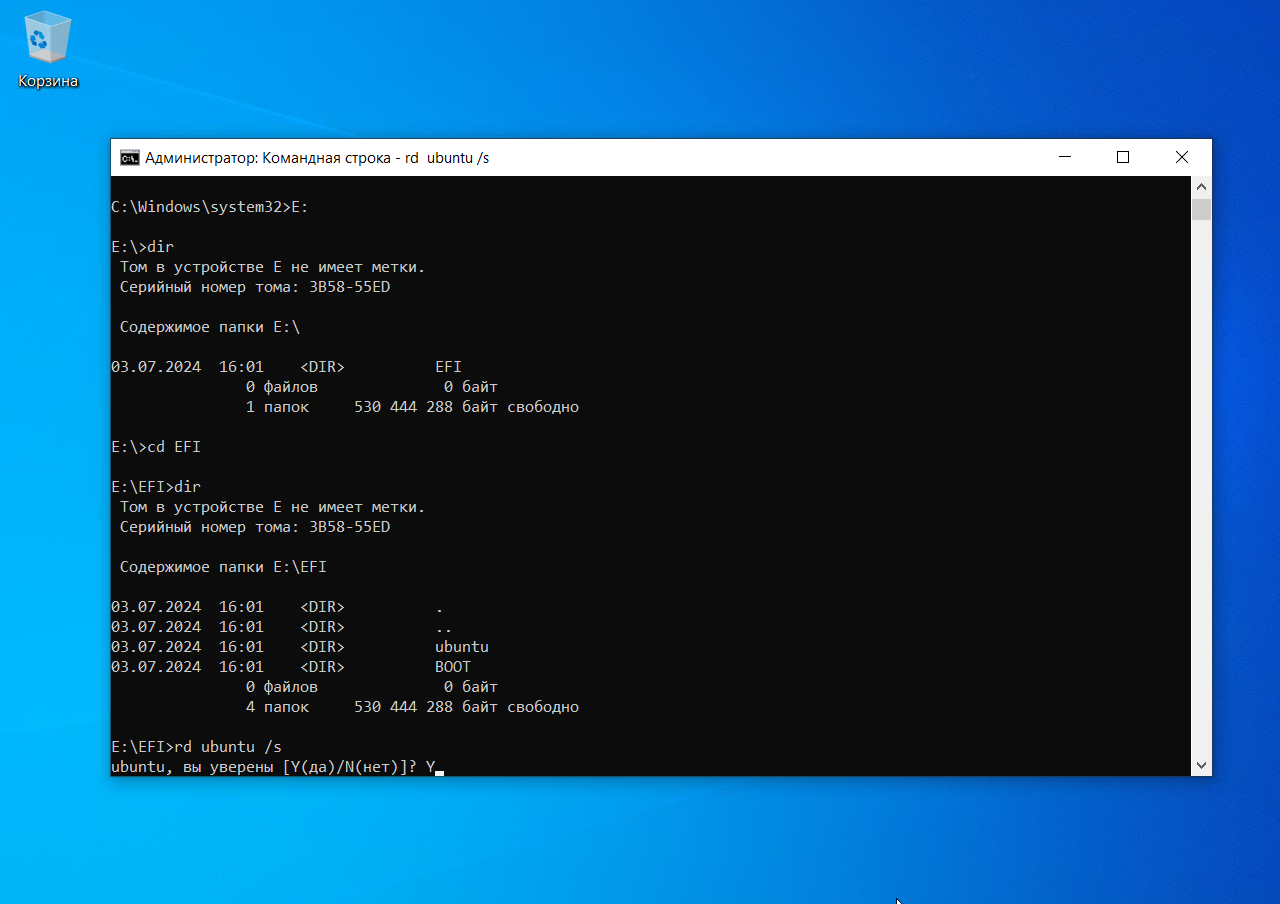 Корзина
Администратор: Командная строка - rd  ubuntu /s
C:\Windows\system32>E:
E:\>dir
Том в устройстве E не имеет метки.
Серийный номер тома: 3B58-55ED
Содержимое папки E:\
03.07.2024  16:01    <DIR>          EFI
0 файлов              0 байт
1 папок     530 444 288 байт свободно
E:\>cd EFI
E:\EFI>dir
Том в устройстве E не имеет метки.
Серийный номер тома: 3B58-55ED
Содержимое папки E:\EFI
03.07.2024  16:01    <DIR>          .
03.07.2024  16:01    <DIR>          ..
03.07.2024  16:01    <DIR>          ubuntu
03.07.2024  16:01    <DIR>          BOOT
0 файлов              0 байт
4 папок     530 444 288 байт свободно
E:\EFI>rd ubuntu /s
ubuntu, вы уверены [Y(да)/N(нет)]? Y